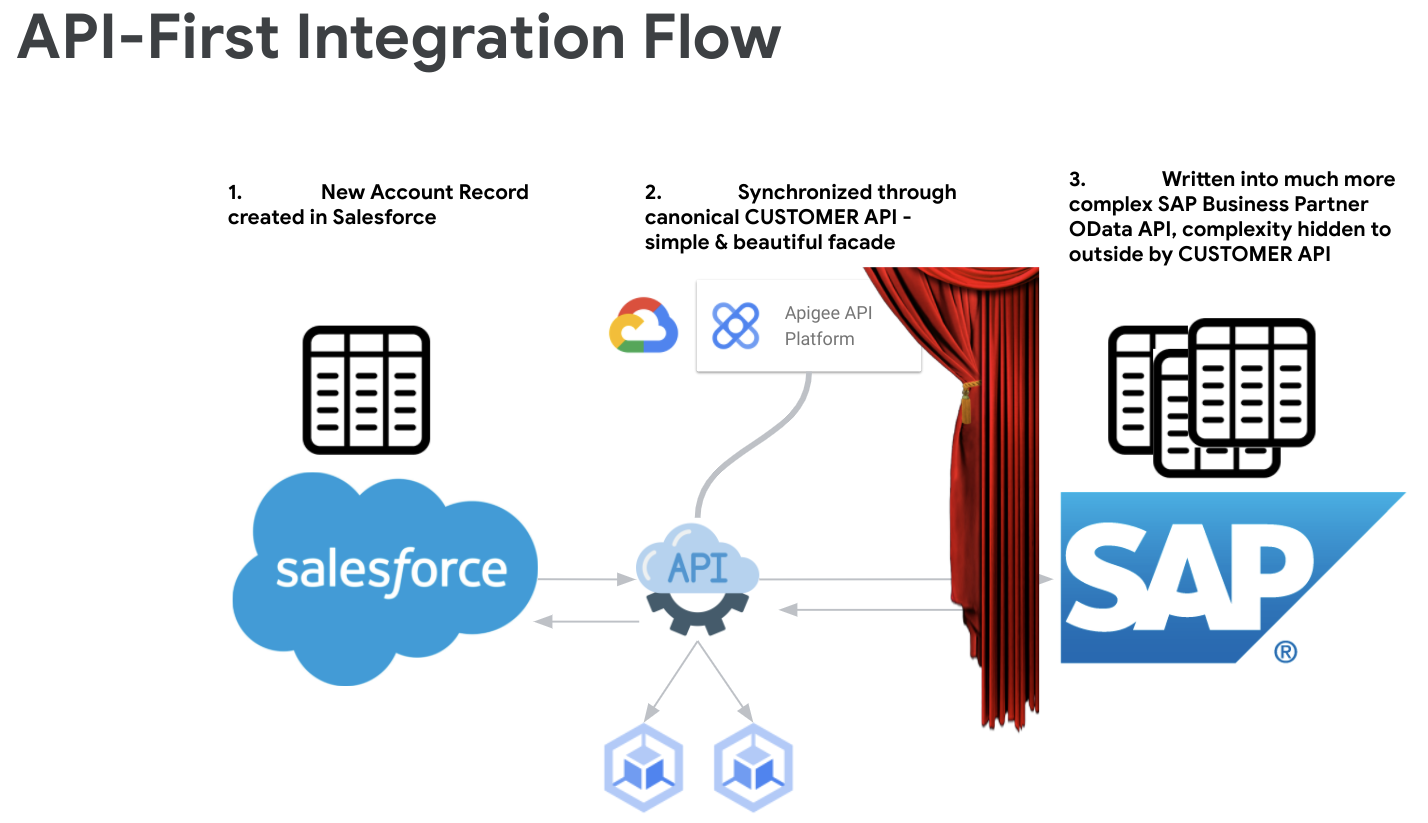 API-First Integration Flow
1. New Account Record
created in Salesforce
2. Synchronized through
canonical CUSTOMER API -
simple & beautiful facade
3. Written into much more
complex SAP Business Partner
OData API, complexity hidden to
outside by CUSTOMER API
Apigee API
Platform
salesforce
API
SAP
®